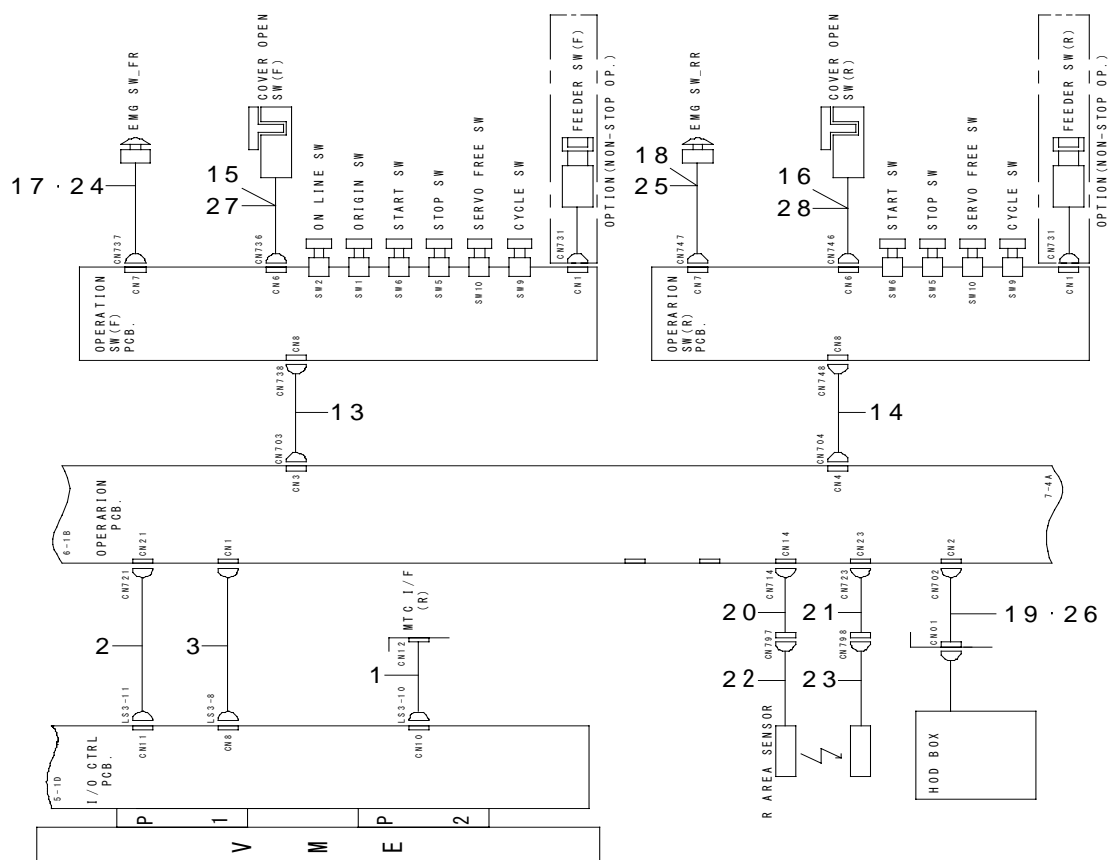 EMG SW_FR
17 · 24
CN737
CN7
COVER OPEN
SW(F)
15
27
CN736
CN6
ON LINE SW
SW2
ORIGIN SW
SW1
START SW
SW6
STOP SW
SW5
SERVO FREE SW
SW10
CYCLE SW
SW9
FEEDER SW(F)
OPTION(NON-STOP OP.)
CN731
CN1
OPERATION
SW(F)
PCB.
CN8
CN738
13
CN703
CN3
EMG SW_RR
18
25
CN747
CN7
COVER OPEN
SW(R)
16
28
CN746
CN6
START SW
SW6
STOP SW
SW5
SERVO FREE SW
SW10
CYCLE SW
SW9
FEEDER SW(R)
OPTION(NON-STOP OP.)
CN731
CN1
OPERARION
SW(R)
PCB.
CN8
CN748
14
CN704
CN4
6-1B
OPERARION
PCB.
7-4A
CN21
CN721
2
LS3-11
CN11
CN1
3
LS3-8
CN8
MTC I/F
(R)
CN12
1
LS3-10
CN10
CN14
CN714
20
CN797
22
CN23
CN723
21
CN798
23
R AREA SENSOR
CN2
CN702
19 · 26
CN01
HOD BOX
5-1D
I/O CTRL
PCB.
P 1
P 2
V M E